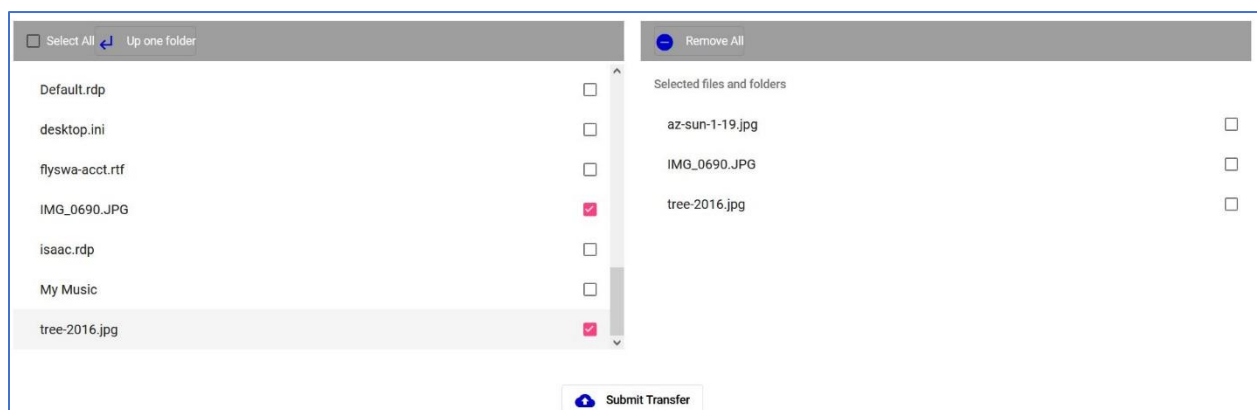 Select All Up one folder
Default.rdp
desktop.ini
flyswa-acct.rtf
IMG_0690.JPG
isaac.rdp
My Music
tree-2016.jpg
Remove All
Selected files and folders
az-sun-1-19.jpg
IMG_0690.JPG
tree-2016.jpg
Submit Transfer